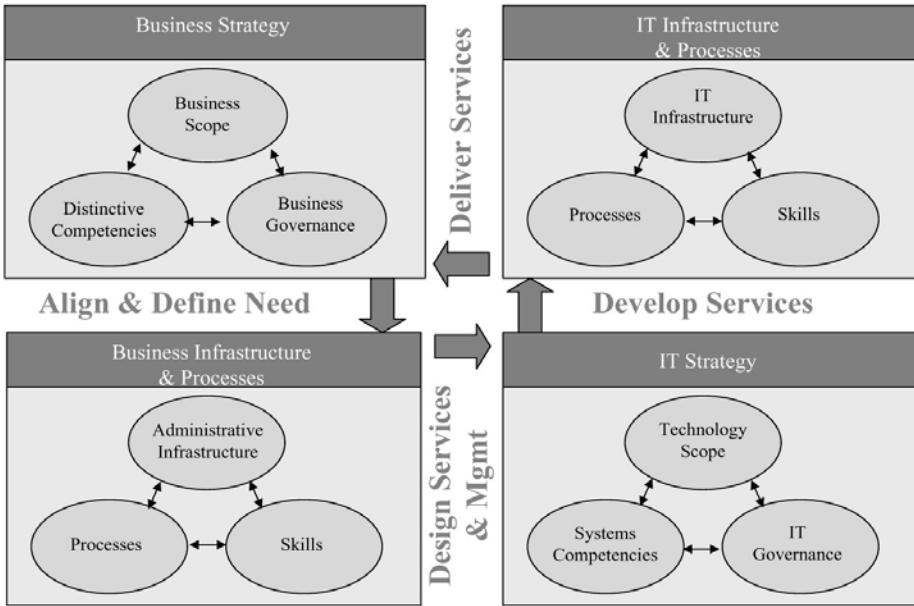 Business Strategy
Business
Scope
Distinctive
Competencies
Business
Governance
Deliver Services
IT Infrastructure
& Processes
IT
Infrastructure
Processes
Skills
Align & Define Need
Develop Services
Business Infrastructure
& Processes
Administrative
Infrastructure
Processes
Skills
Design Services
& Mgmt
IT Strategy
Technology
Scope
Systems
Competencies
IT
Governance